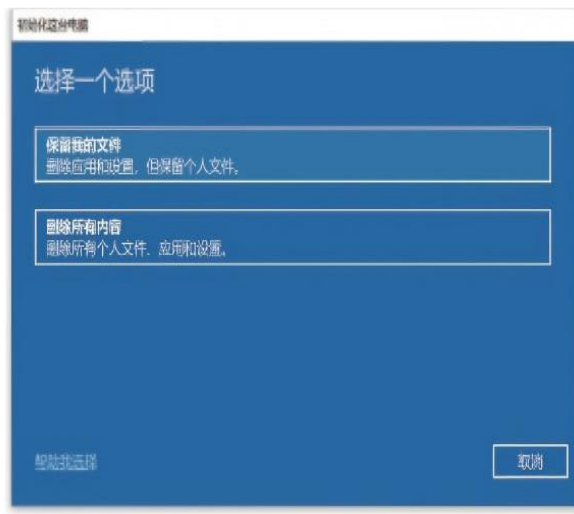 初始化这台电脑
选择一个选项
保留我的文件
删除应用和设置，但保留个人文件。
删除所有内容
删除所有个人文件、应用和设置。
帮助我选择
取消